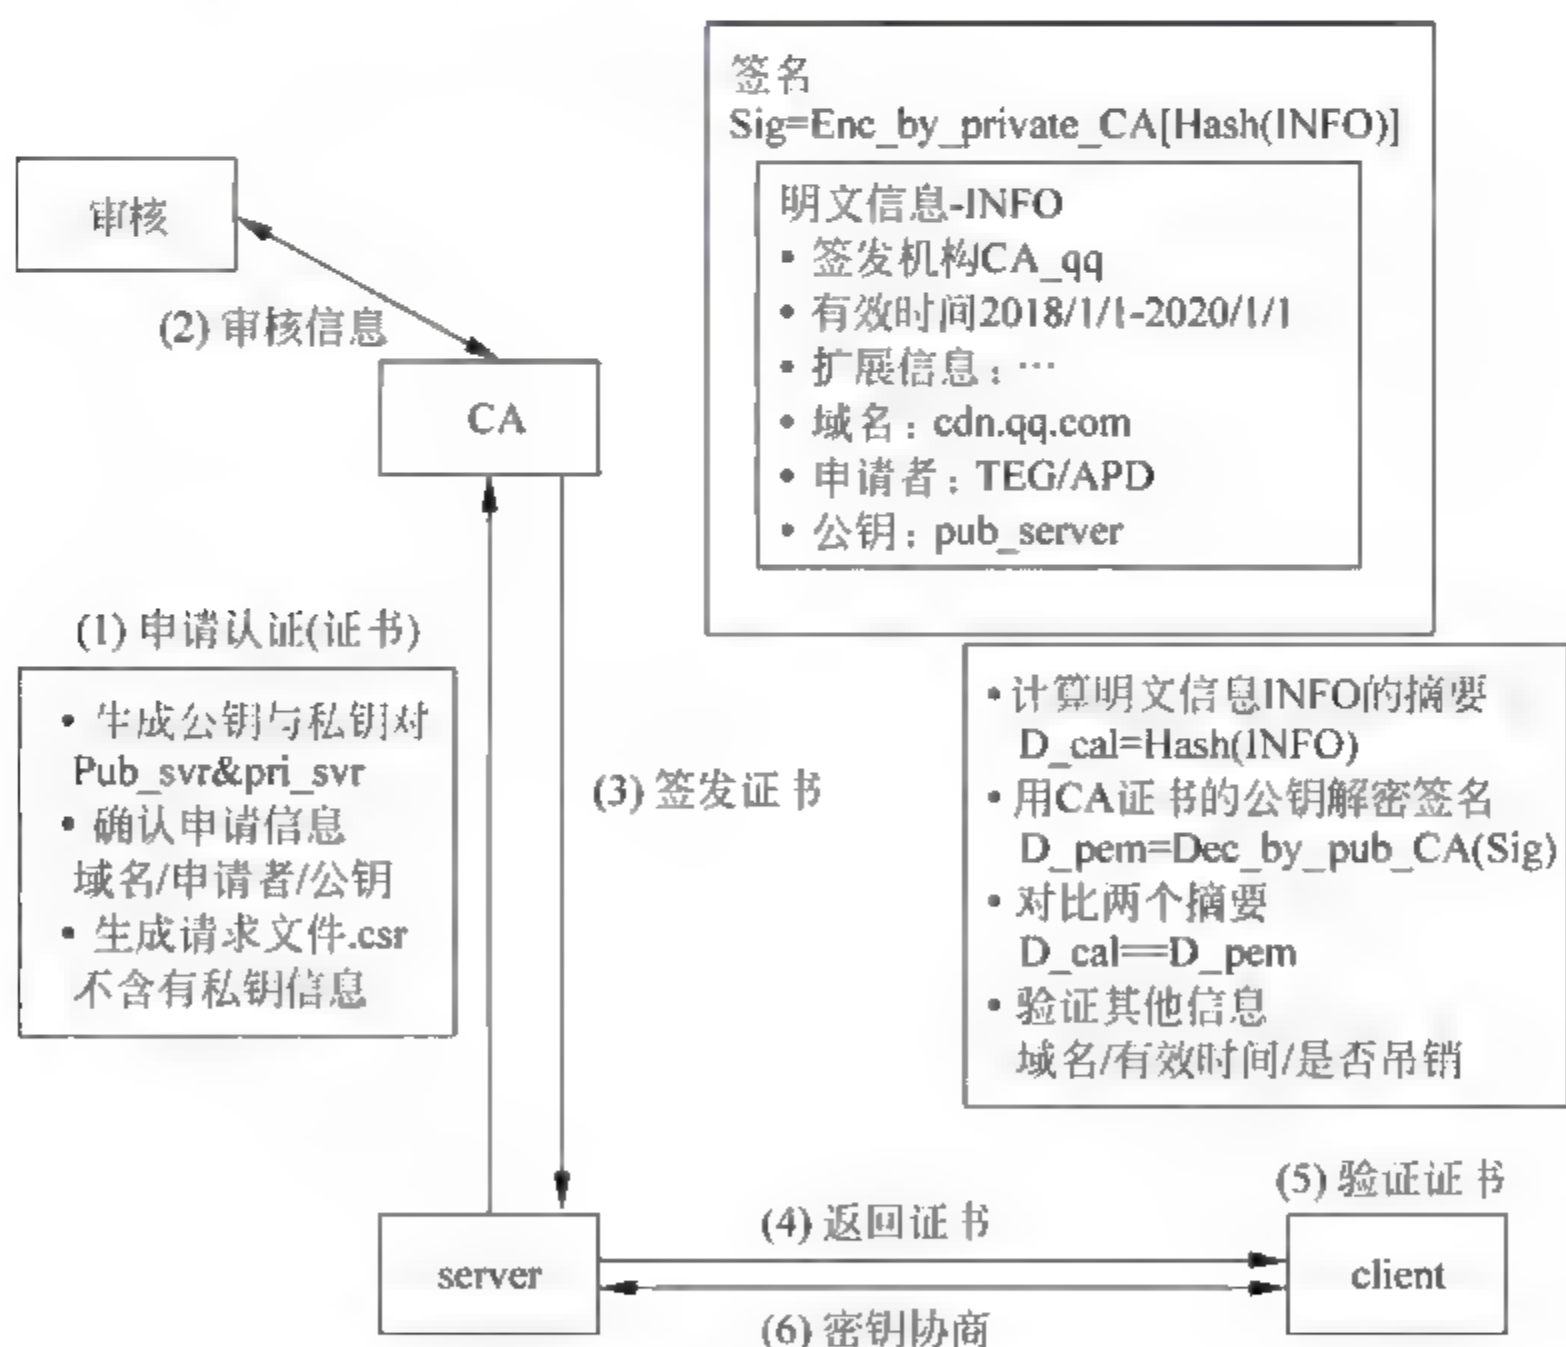 签名
Sig=Enc_by_private_CA[Hash(INFO)]
明文信息-INFO
• 签发机构CA_qq
• 有效时间2018/1/1-2020/1/1
• 扩展信息：…
• 域名：cdn.qq.com
• 申请者：TEG/APD
• 公钥：pub_server
审核
(2) 审核信息
CA
(1) 申请认证(证书)
• 生成公钥与私钥对
Pub_svr&pri_svr
• 确认申请信息
域名/申请者/公钥
• 生成请求文件.csr
不含有私钥信息
(3) 签发证书
• 计算明文信息INFO的摘要
D_cal=Hash(INFO)
• 用CA证书的公钥解密签名
D_pem=Dec_by_pub_CA(Sig)
• 对比两个摘要
D_cal==D_pem
• 验证其他信息
域名/有效时间/是否吊销
(5) 验证证书
(4) 返回证书
server
client
(6) 密钥协商